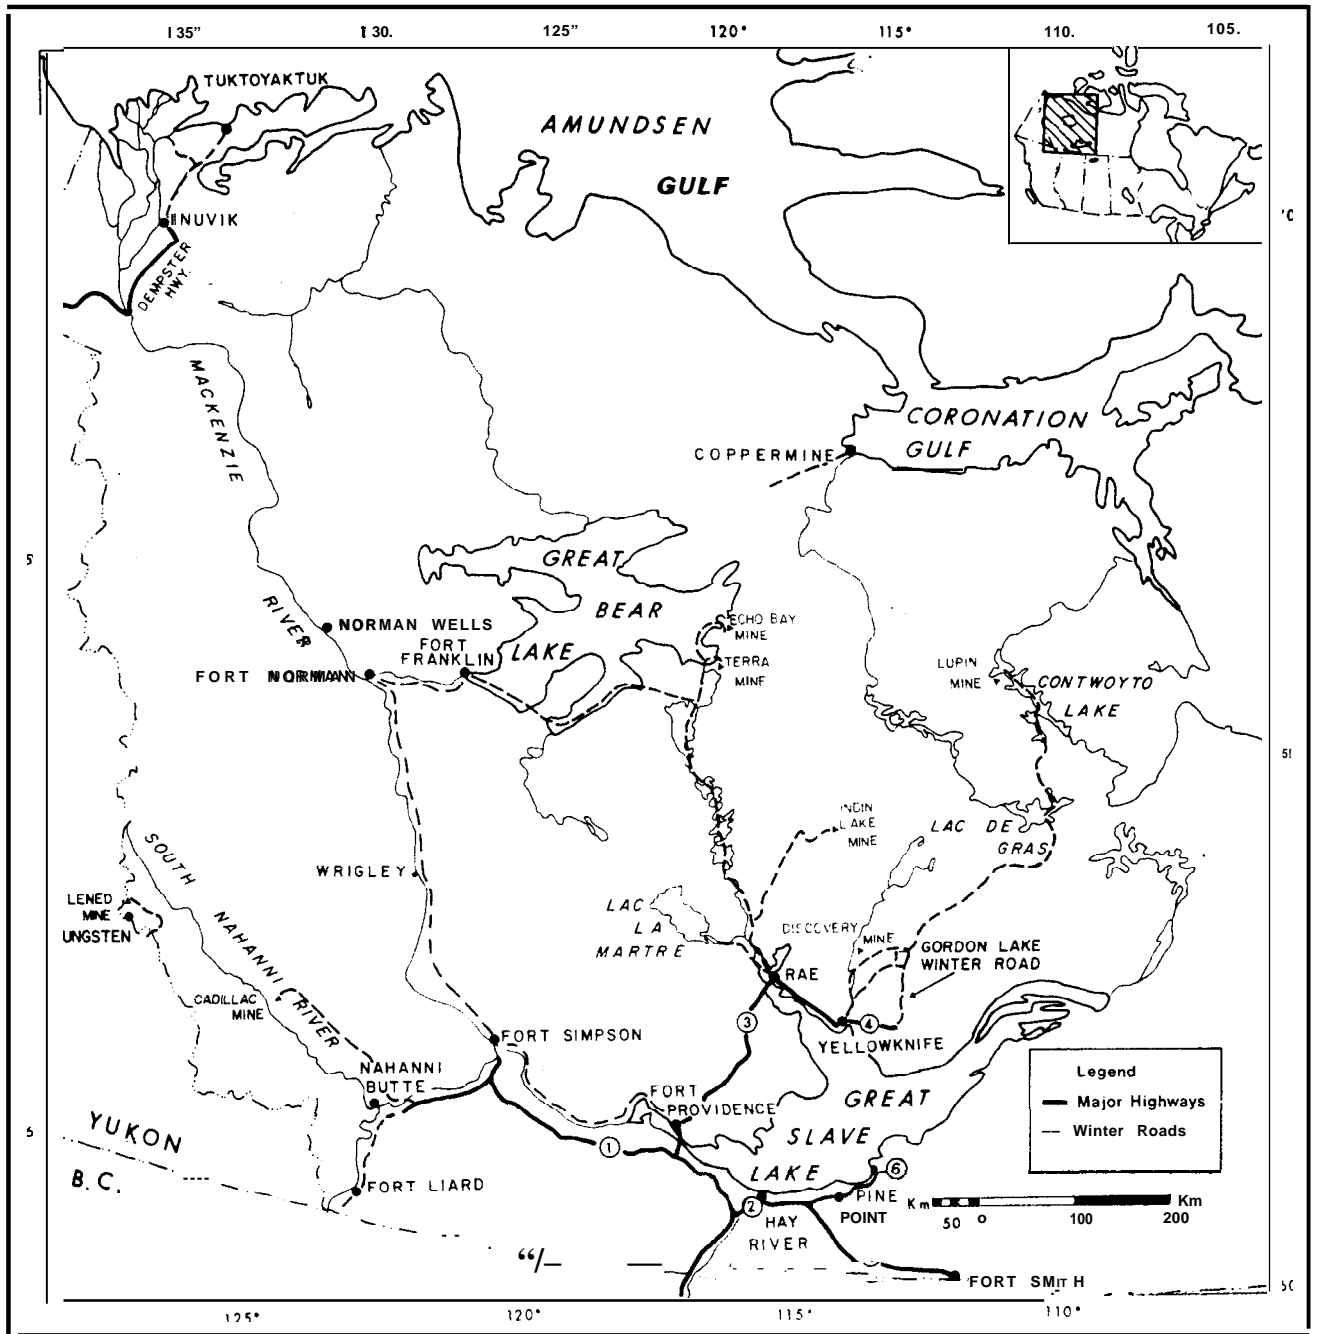 135"
130.
125"
120°
115°
110.
105.
TUKTOYAKTUK
AMUNDSEN
GULF
INUVIK
DEMPSTER
HWY.
MACKENZIE
RIVER
CORONATION
GULF
COPPERMINE
GREAT
BEAR
LAKE
ECHO BAY
MINE
TERRA
MINE
NORMAN WELLS
FORT
FRANKLIN
FORT NORMAN
LUPIN
MINE
CONTWOYTO
LAKE
INDIN
LAKE
MINE
LAC DE
GRAS
SOUTH
NAHANNI
RIVER
WRIGLEY
LENED
MINE
UNGSTEN
LAC
LA
MARTRE
DISCOVERY
MINE
GORDON LAKE
WINTER ROAD
RAE
CADILLAC
MINE
3
4
YELLOWKNIFE
FORT SIMPSON
NAHANNI
BUTTE
FORT
PROVIDENCE
GREAT
SLAVE
LAKE
Legend
Major Highways
Winter Roads
YUKON
B.C.
1
6
2
FORT LIARD
PINE
POINT
HAY
RIVER
Km
50
0
100
200
Km
FORT SMITH
125°
120°
115°
110°